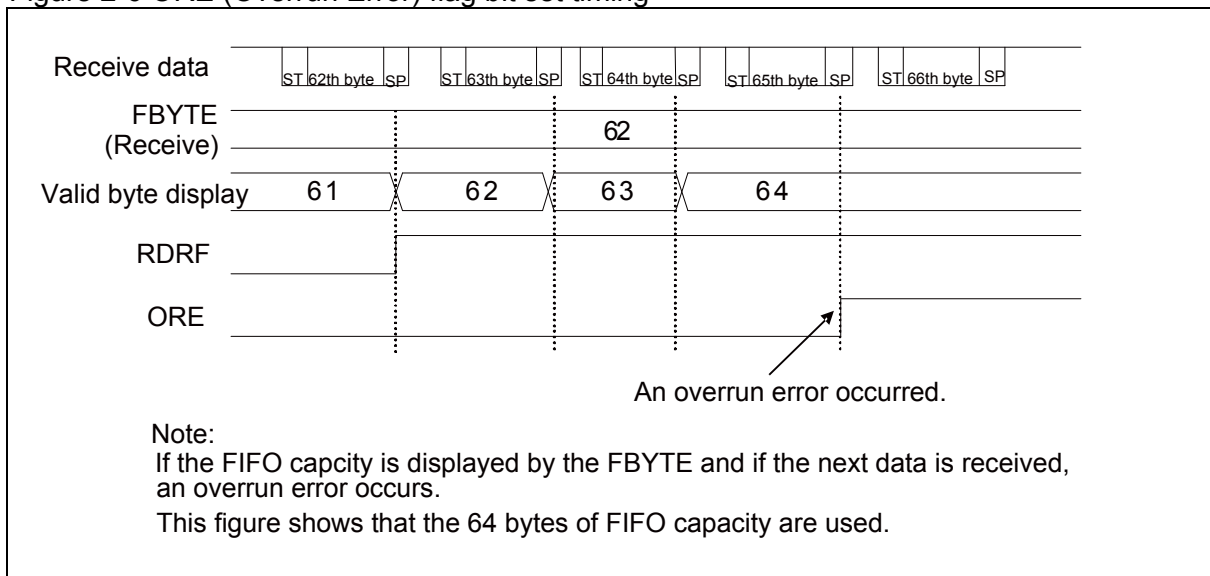 Figure 2-6 ORE (Overrun Error) flag bit set timing
Receive data
ST 62th byte SP ST 63th byte SP ST 64th byte SP ST 65th byte SP ST 66th byte SP
FBYTE
(Receive)
62
Valid byte display
61 62 63 64
RDRF
ORE
An overrun error occurred.
Note:
If the FIFO capcity is displayed by the FBYTE and if the next data is received,
an overrun error occurs.
This figure shows that the 64 bytes of FIFO capacity are used.